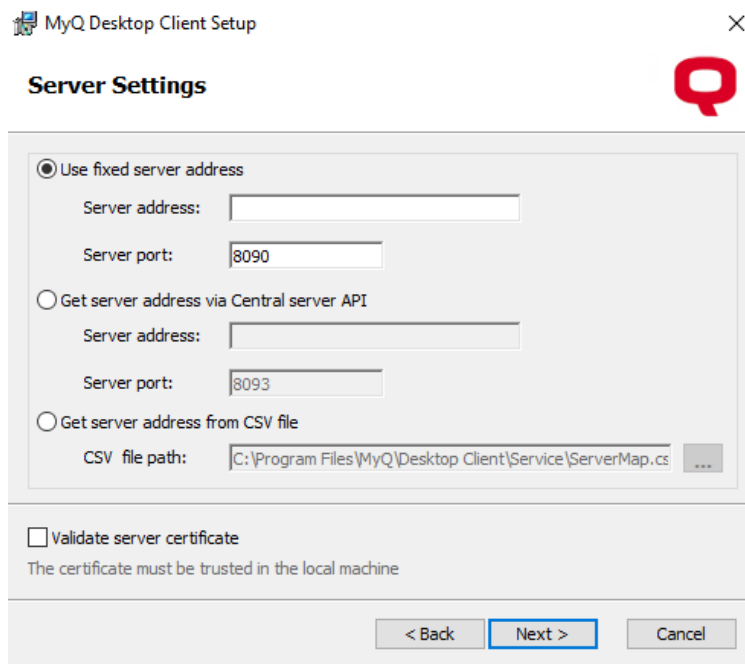 MyQ Desktop Client Setup
Server Settings
Use fixed server address
Server address:
Server port: 8090
Get server address via Central server API
Server address:
Server port: 8093
Get server address from CSV file
CSV file path: C:\Program Files\MyQ\Desktop Client\Service\ServerMap.cs ...
Validate server certificate
The certificate must be trusted in the local machine
< Back Next > Cancel